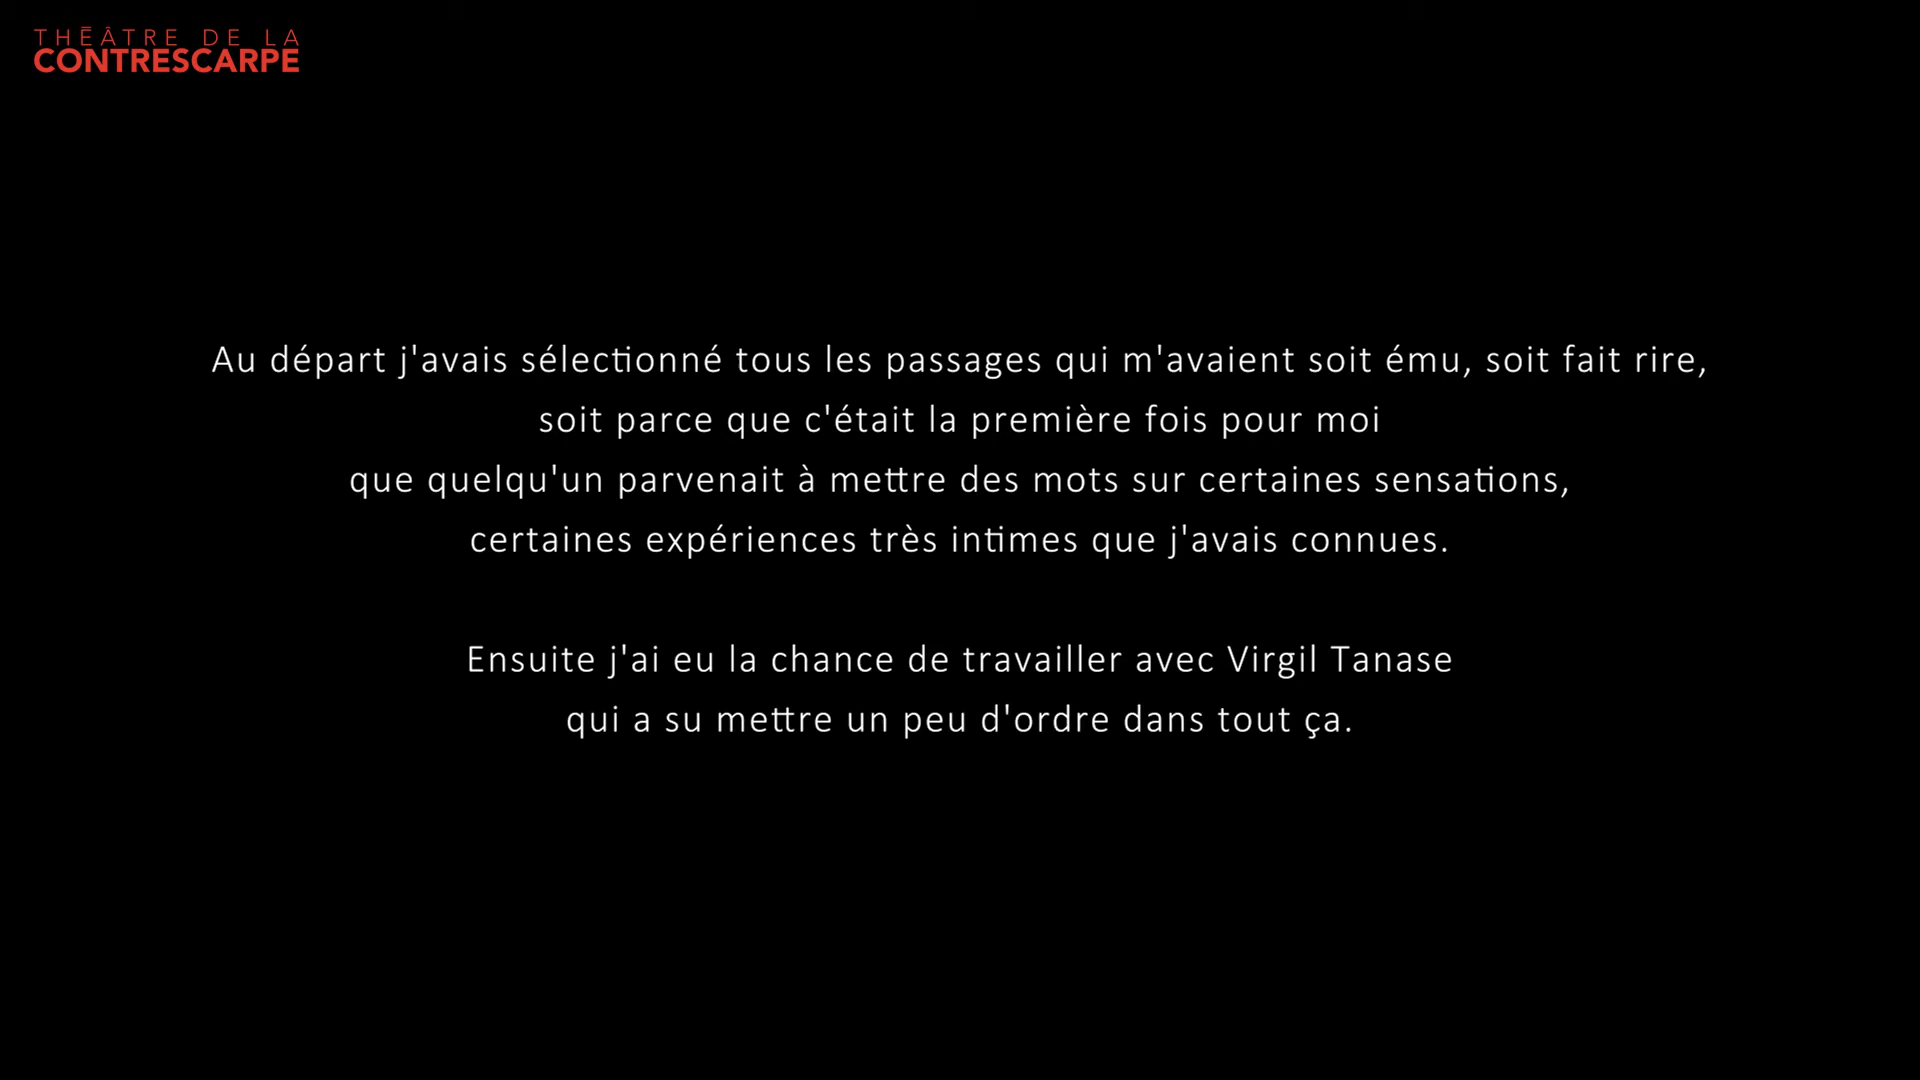 THÉÂTRE DE LA
CONTRESCARPE
Au départ j'avais sélectionné tous les passages qui m'avaient soit ému, soit fait rire,
soit parce que c'était la première fois pour moi
que quelqu'un parvenait à mettre des mots sur certaines sensations,
certaines expériences très intimes que j'avais connues.
Ensuite j'ai eu la chance de travailler avec Virgil Tanase
qui a su mettre un peu d'ordre dans tout ça.